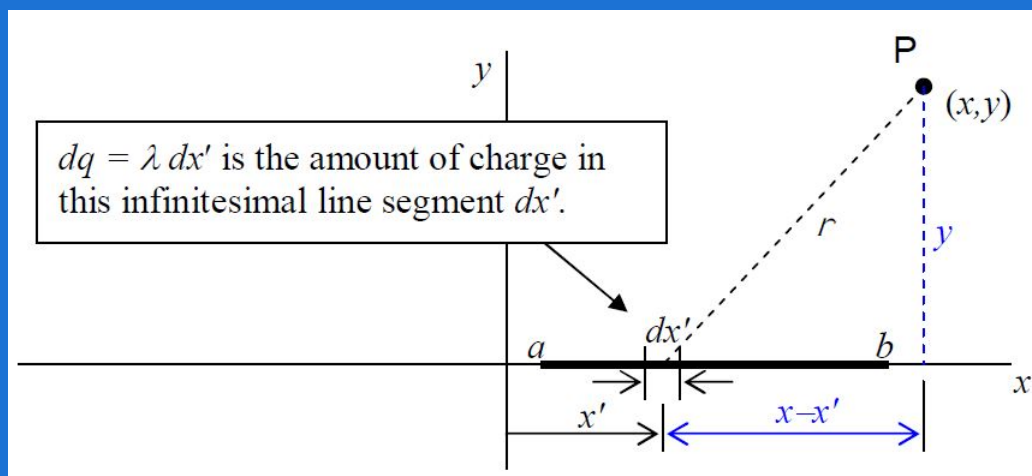 P
y
(x,y)
dq = λ dx′ is the amount of charge in
this infinitesimal line segment dx′.
r
y
dx′
a
b
x
x′
x–x′